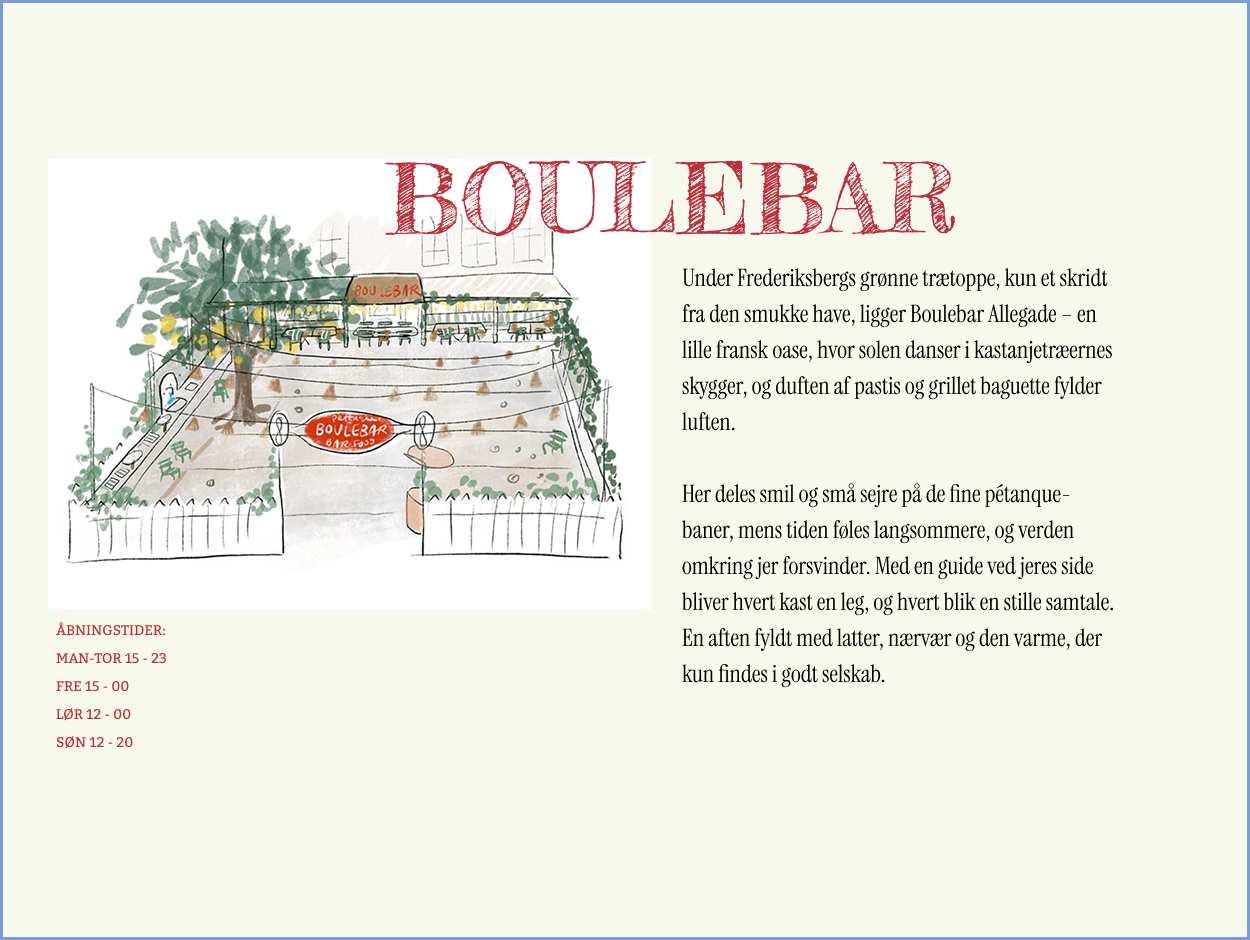 BOULEBAR
BOULEBAR
BOULEBAR
BAR FOOD
Under Frederiksbergs grønne trætoppe, kun et skridt
fra den smukke have, ligger Boulebar Allegade – en
lille fransk oase, hvor solen danser i kastanjetræernes
skygger, og duften af pastis og grillet baguette fylder
luften.
Her deles smil og små sejre på de fine pétanque-
baner, mens tiden føles langsommere, og verden
omkring jer forsvinder. Med en guide ved jeres side
bliver hvert kast en leg, og hvert blik en stille samtale.
En aften fyldt med latter, nærvær og den varme, der
kun findes i godt selskab.
ÅBNINGSTIDER:
MAN-TOR 15 - 23
FRE 15 - 00
LØR 12 - 00
SØN 12 - 20